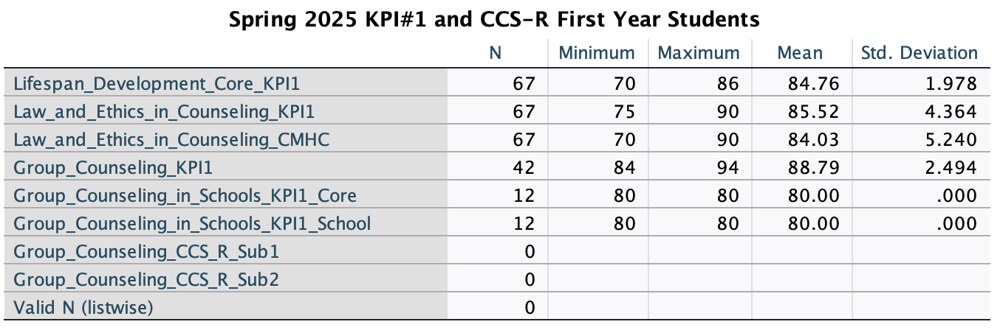 Spring 2025 KPI#1 and CCS-R First Year Students
N Minimum Maximum Mean Std. Deviation
Lifespan_Development_Core_KPI1 67 70 86 84.76 1.978
Law_and_Ethics_in_Counseling_KPI1 67 75 90 85.52 4.364
Law_and_Ethics_in_Counseling_CMHC 67 70 90 84.03 5.240
Group_Counseling_KPI1 42 84 94 88.79 2.494
Group_Counseling_in_Schools_KPI1_Core 12 80 80 80.00 .000
Group_Counseling_in_Schools_KPI1_School 12 80 80 80.00 .000
Group_Counseling_CCS_R_Sub1 0
Group_Counseling_CCS_R_Sub2 0
Valid N (listwise) 0